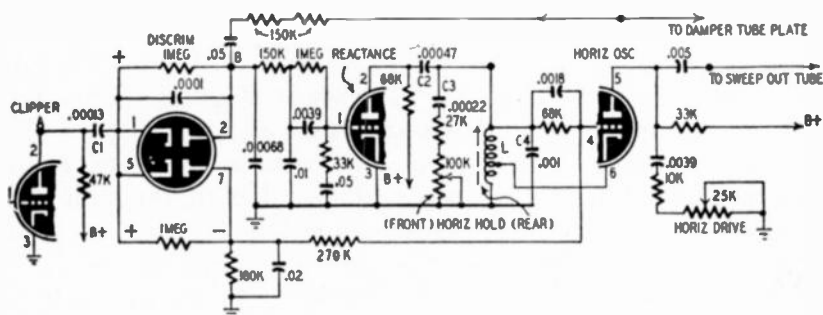 150K
TO DAMPER TUBE PLATE
DISCRIM
1MEG
.05
B
.0001
150K
1MEG
REACTANCE
.00047
C2
C3
.00022
27K
100K
68K
.0018
68K
HORIZ OSC
.005
TO SWEEP OUT TUBE
33K
B+
CLIPPER
.00013
C1
47K
B+
1
2
3
+
1
5
2
7
.00068
.0039
.01
33K
.05
1
2
3
B+
L
C4
.001
4
5
6
.0039
10K
25K
HORIZ DRIVE
(FRONT) HORIZ HOLD (REAR)
+
1MEG
-
180K
.02
270K